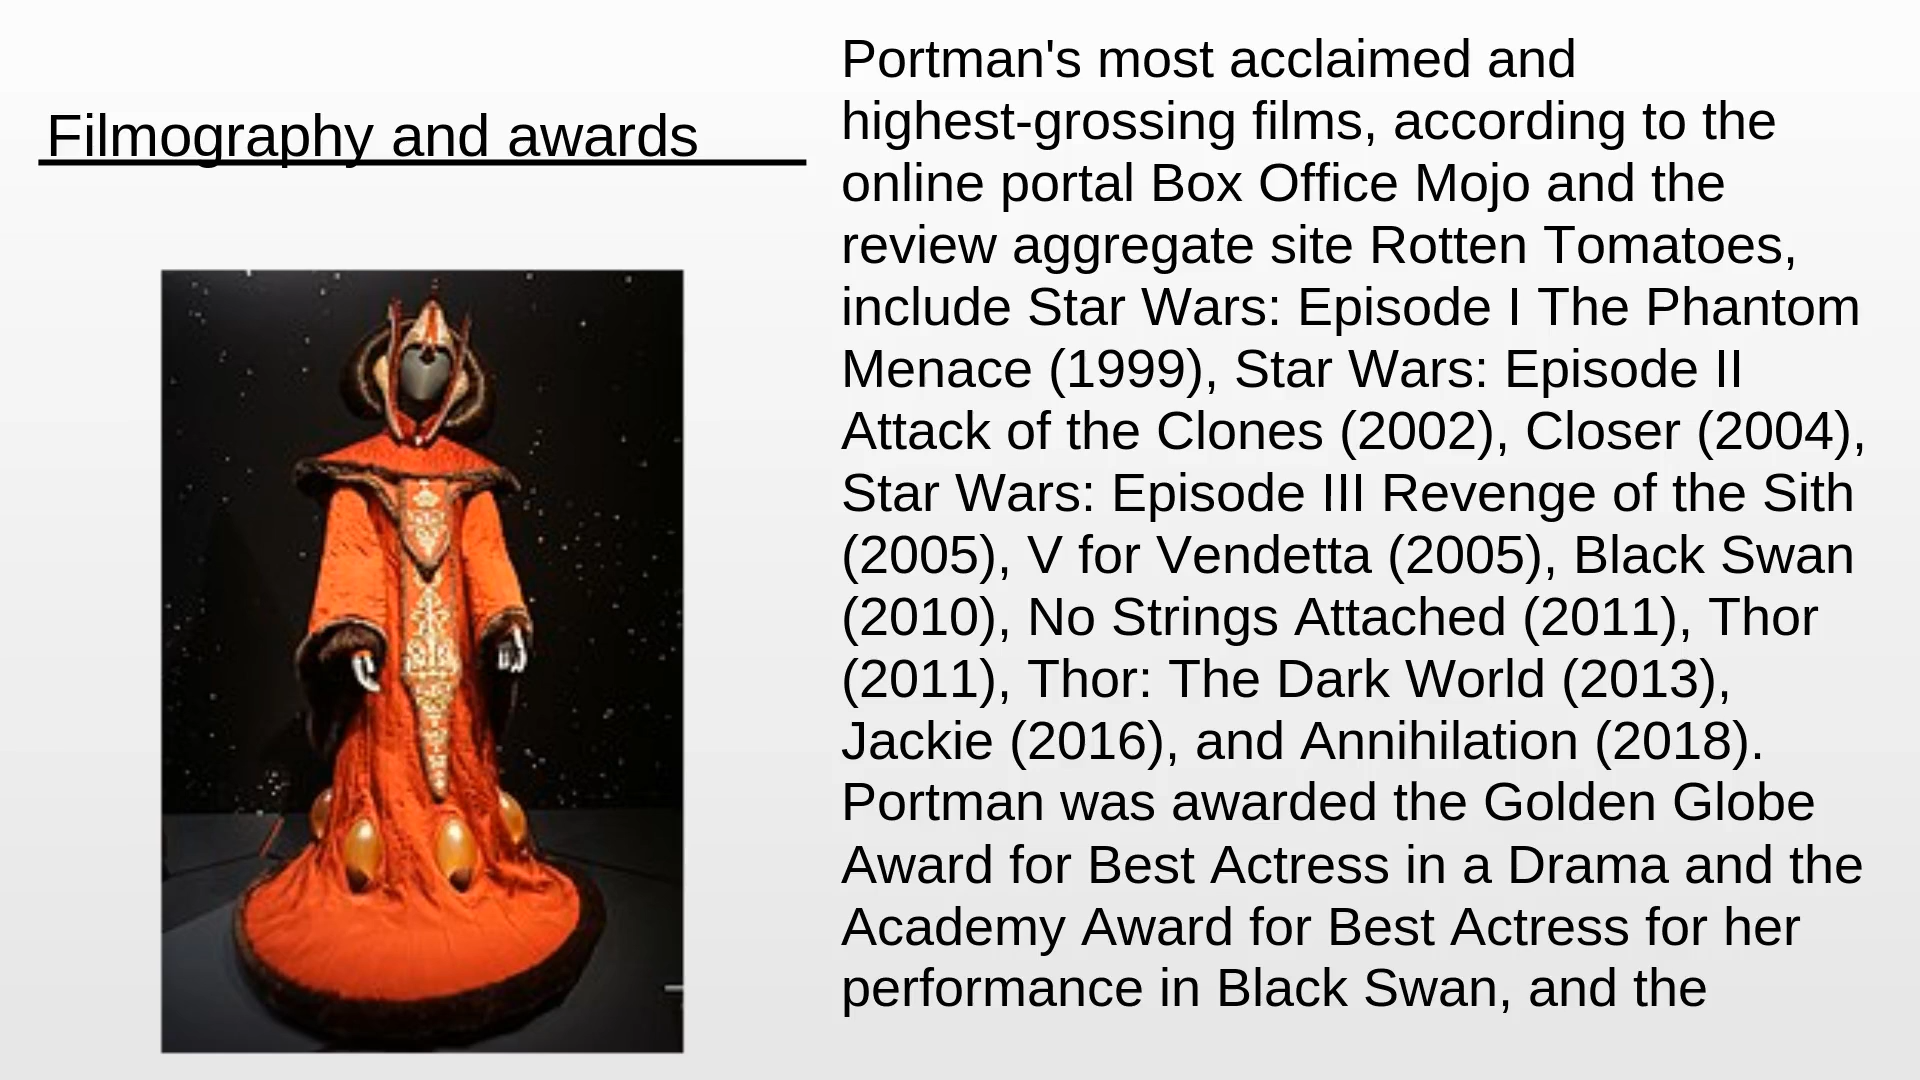 Filmography and awards
Portman's most acclaimed and
highest-grossing films, according to the
online portal Box Office Mojo and the
review aggregate site Rotten Tomatoes,
include Star Wars: Episode I The Phantom
Menace (1999), Star Wars: Episode II
Attack of the Clones (2002), Closer (2004),
Star Wars: Episode III Revenge of the Sith
(2005), V for Vendetta (2005), Black Swan
(2010), No Strings Attached (2011), Thor
(2011), Thor: The Dark World (2013),
Jackie (2016), and Annihilation (2018).
Portman was awarded the Golden Globe
Award for Best Actress in a Drama and the
Academy Award for Best Actress for her
performance in Black Swan, and the